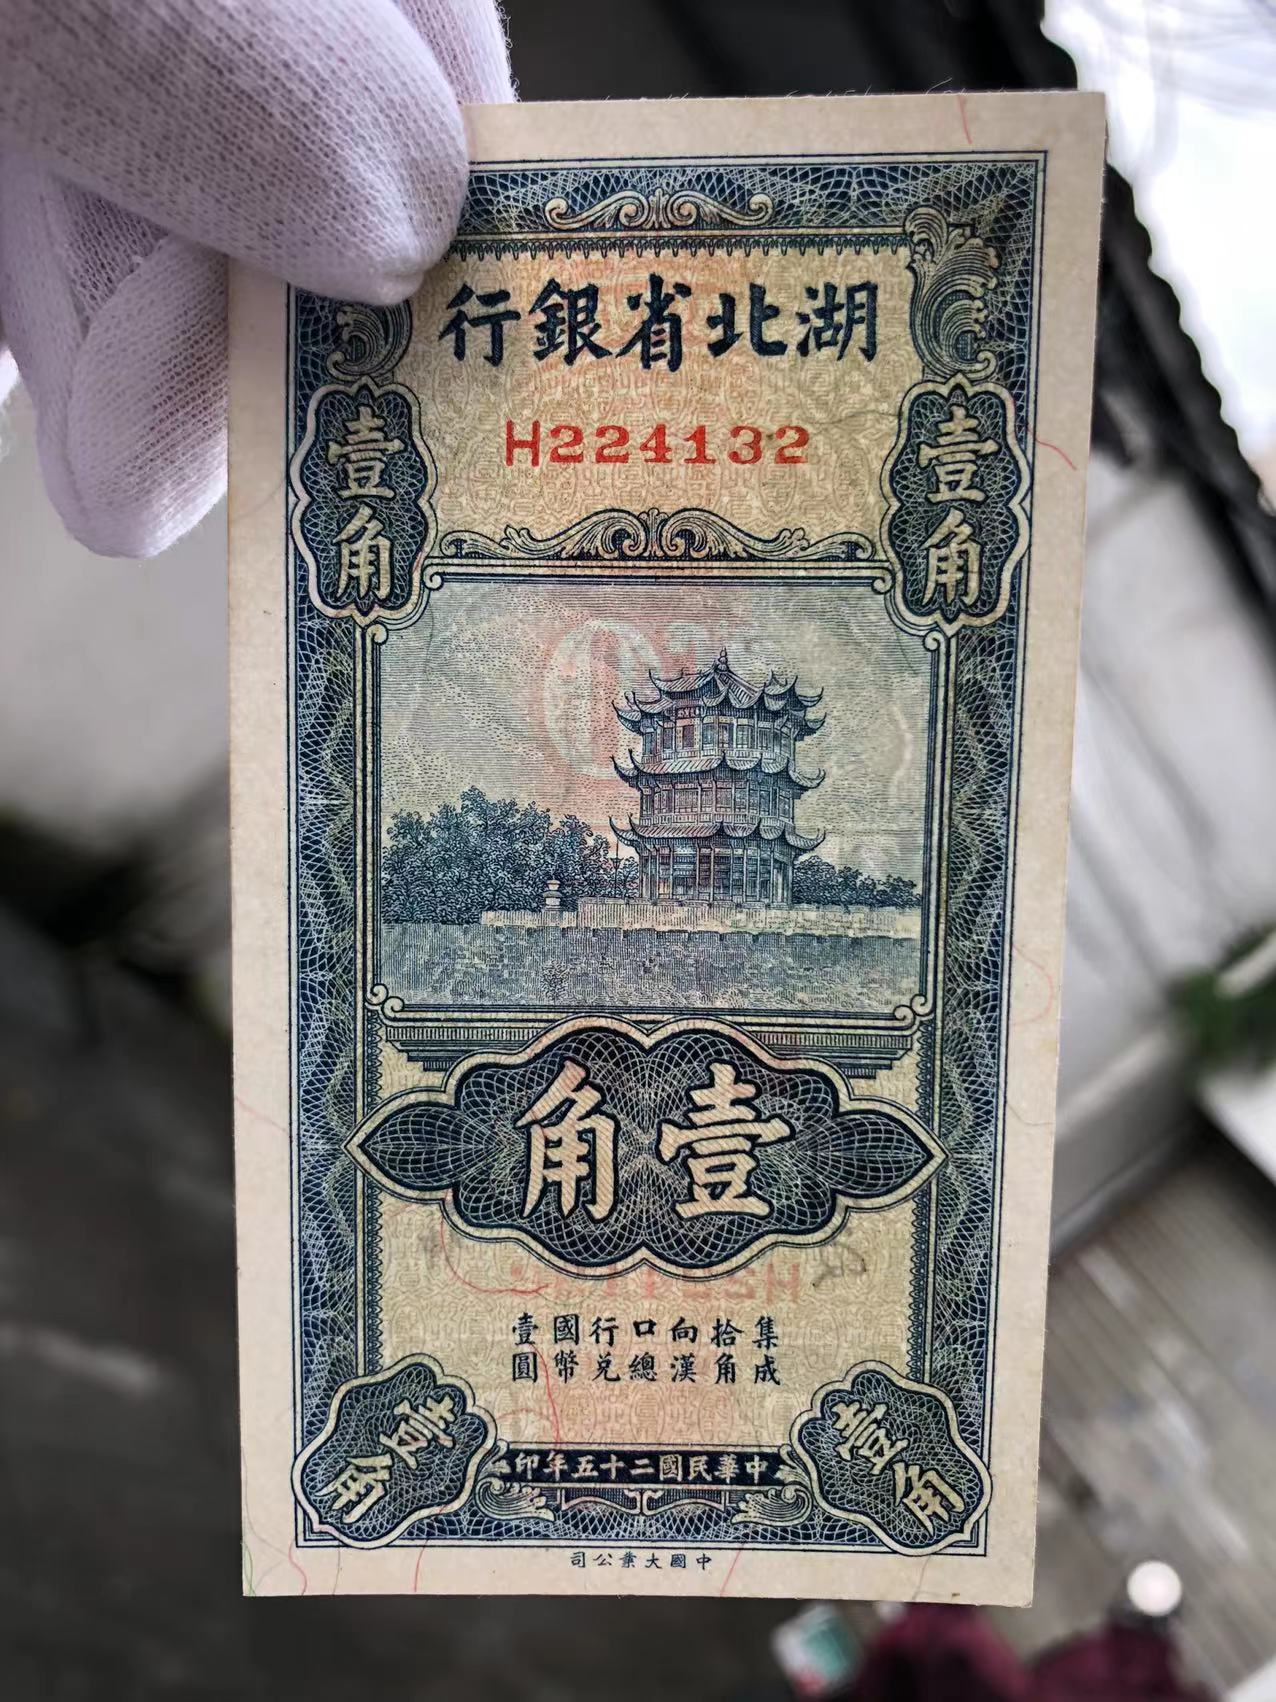 湖北省銀行
H224132
壹角
壹角
壹角
集成拾角向漢口總行兌國幣壹圓
壹角
壹角
中華民國二十五年印
中國大業公司